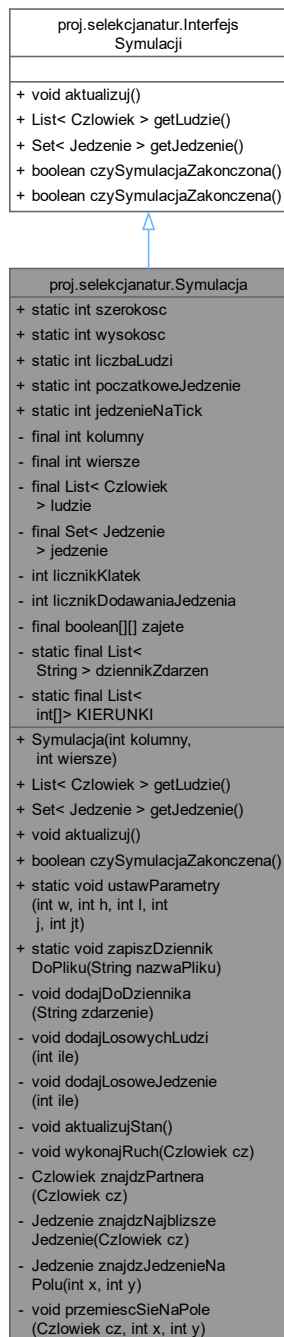 proj.selekcjanatur.Interfejs
Symulacji
+ void aktualizuj()
+ List< Czlowiek > getLudzie()
+ Set< Jedzenie > getJedzenie()
+ boolean czySymulacjaZakonczona()
+ boolean czySymulacjaZakonczena()
proj.selekcjanatur.Symulacja
+ static int szerokosc
+ static int wysokosc
+ static int liczbaLudzi
+ static int poczatkoweJedzenie
+ static int jedzenieNaTick
- final int kolumny
- final int wiersze
- final List< Czlowiek
> ludzie
- final Set< Jedzenie
> jedzenie
- int licznikKlatek
- int licznikDodawaniaJedzenia
- final boolean[][] zajete
- static final List<
String > dziennikZdarzen
- static final List<
int[]> KIERUNKI
+ Symulacja(int kolumny,
int wiersze)
+ List< Czlowiek > getLudzie()
+ Set< Jedzenie > getJedzenie()
+ void aktualizuj()
+ boolean czySymulacjaZakonczena()
+ static void ustawParametry
(int w, int h, int l, int
j, int jt)
+ static void zapiszDziennik
DoPliku(String nazwaPliku)
- void dodajDoDziennika
(String zdarzenie)
- void dodajLosowychLudzi
(int ile)
- void dodajLosoweJedzenie
(int ile)
- void aktualizujStan()
- void wykonajRuch(Czlowiek cz)
- Czlowiek znajdzPartnera
(Czlowiek cz)
- Jedzenie znajdzNajblizsze
Jedzenie(Czlowiek cz)
- Jedzenie znajdzJedzenieNa
Polu(int x, int y)
- void przemiescSieNaPole
(Czlowiek cz, int x, int y)